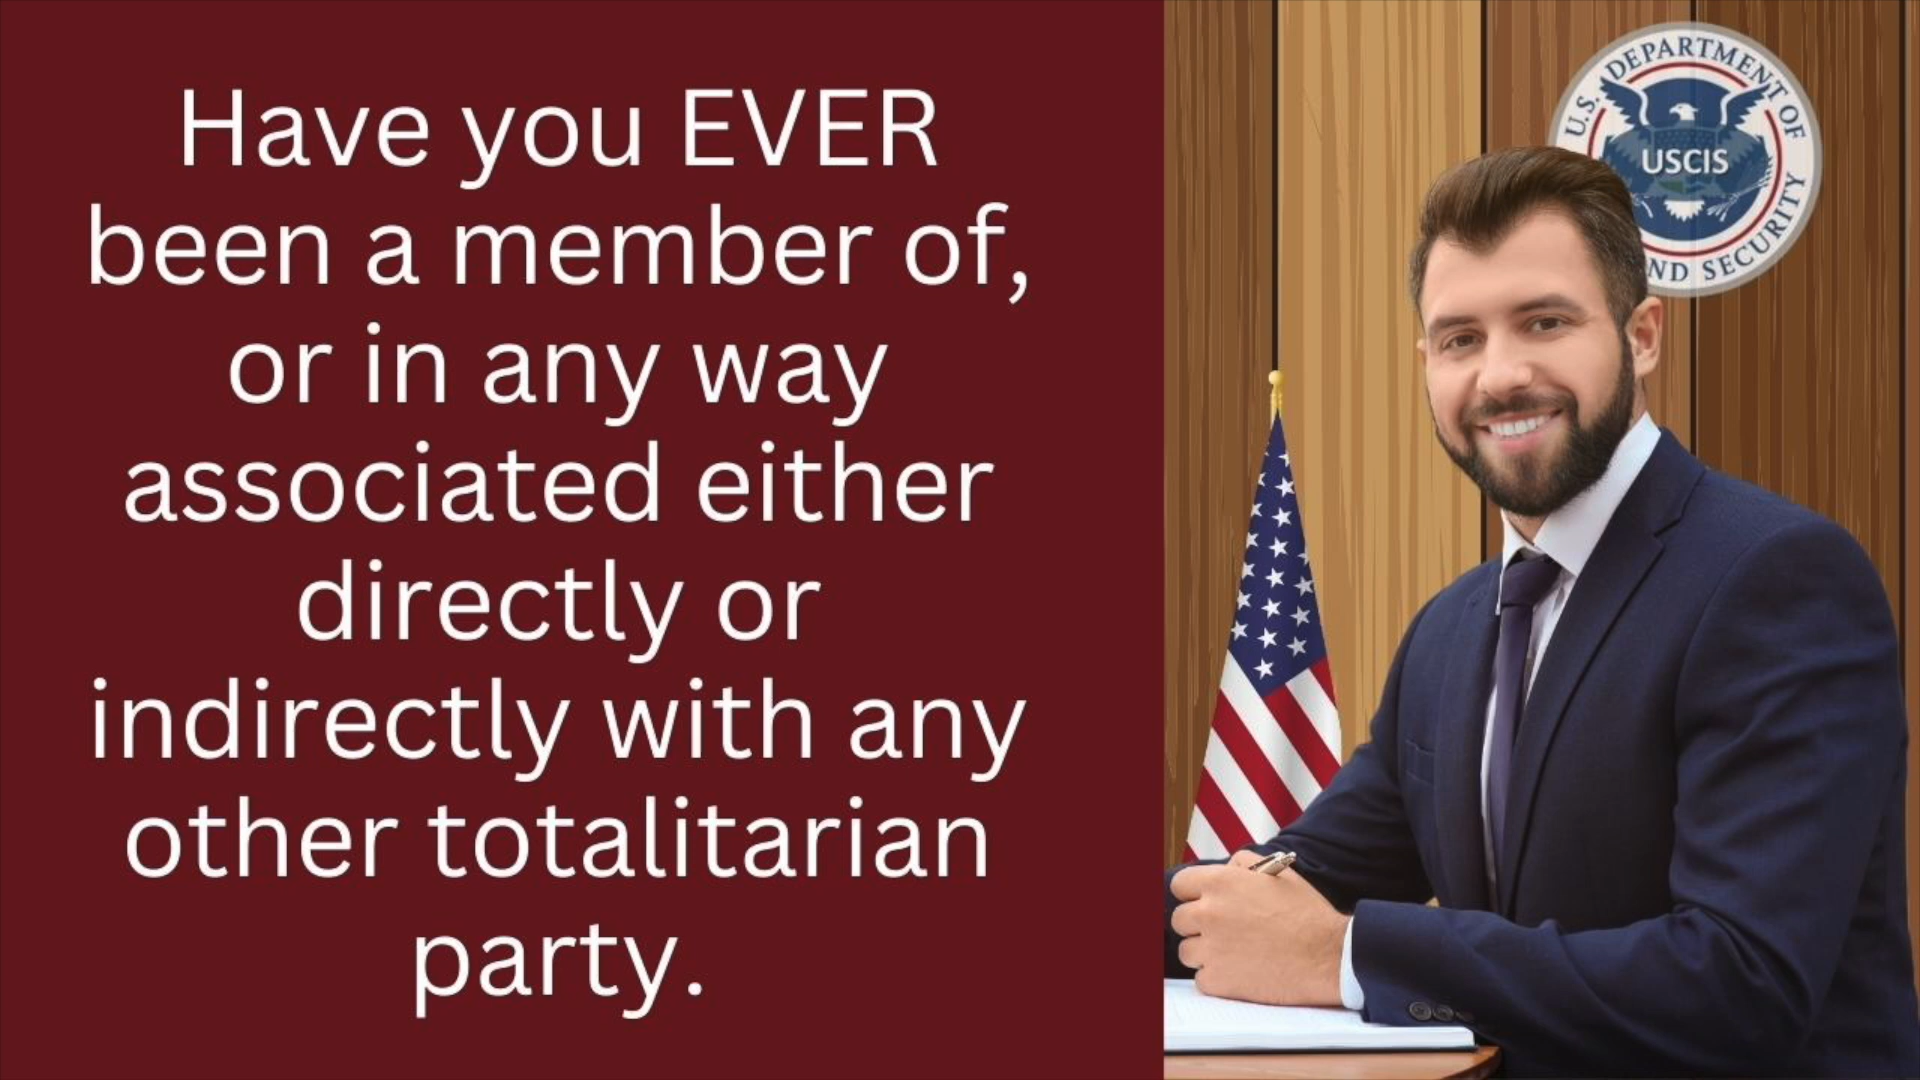 Have you EVER
been a member of,
or in any way
associated either
directly or
indirectly with any
other totalitarian
party.
U.S. DEPARTMENT OF
ND SECURITY
USCIS